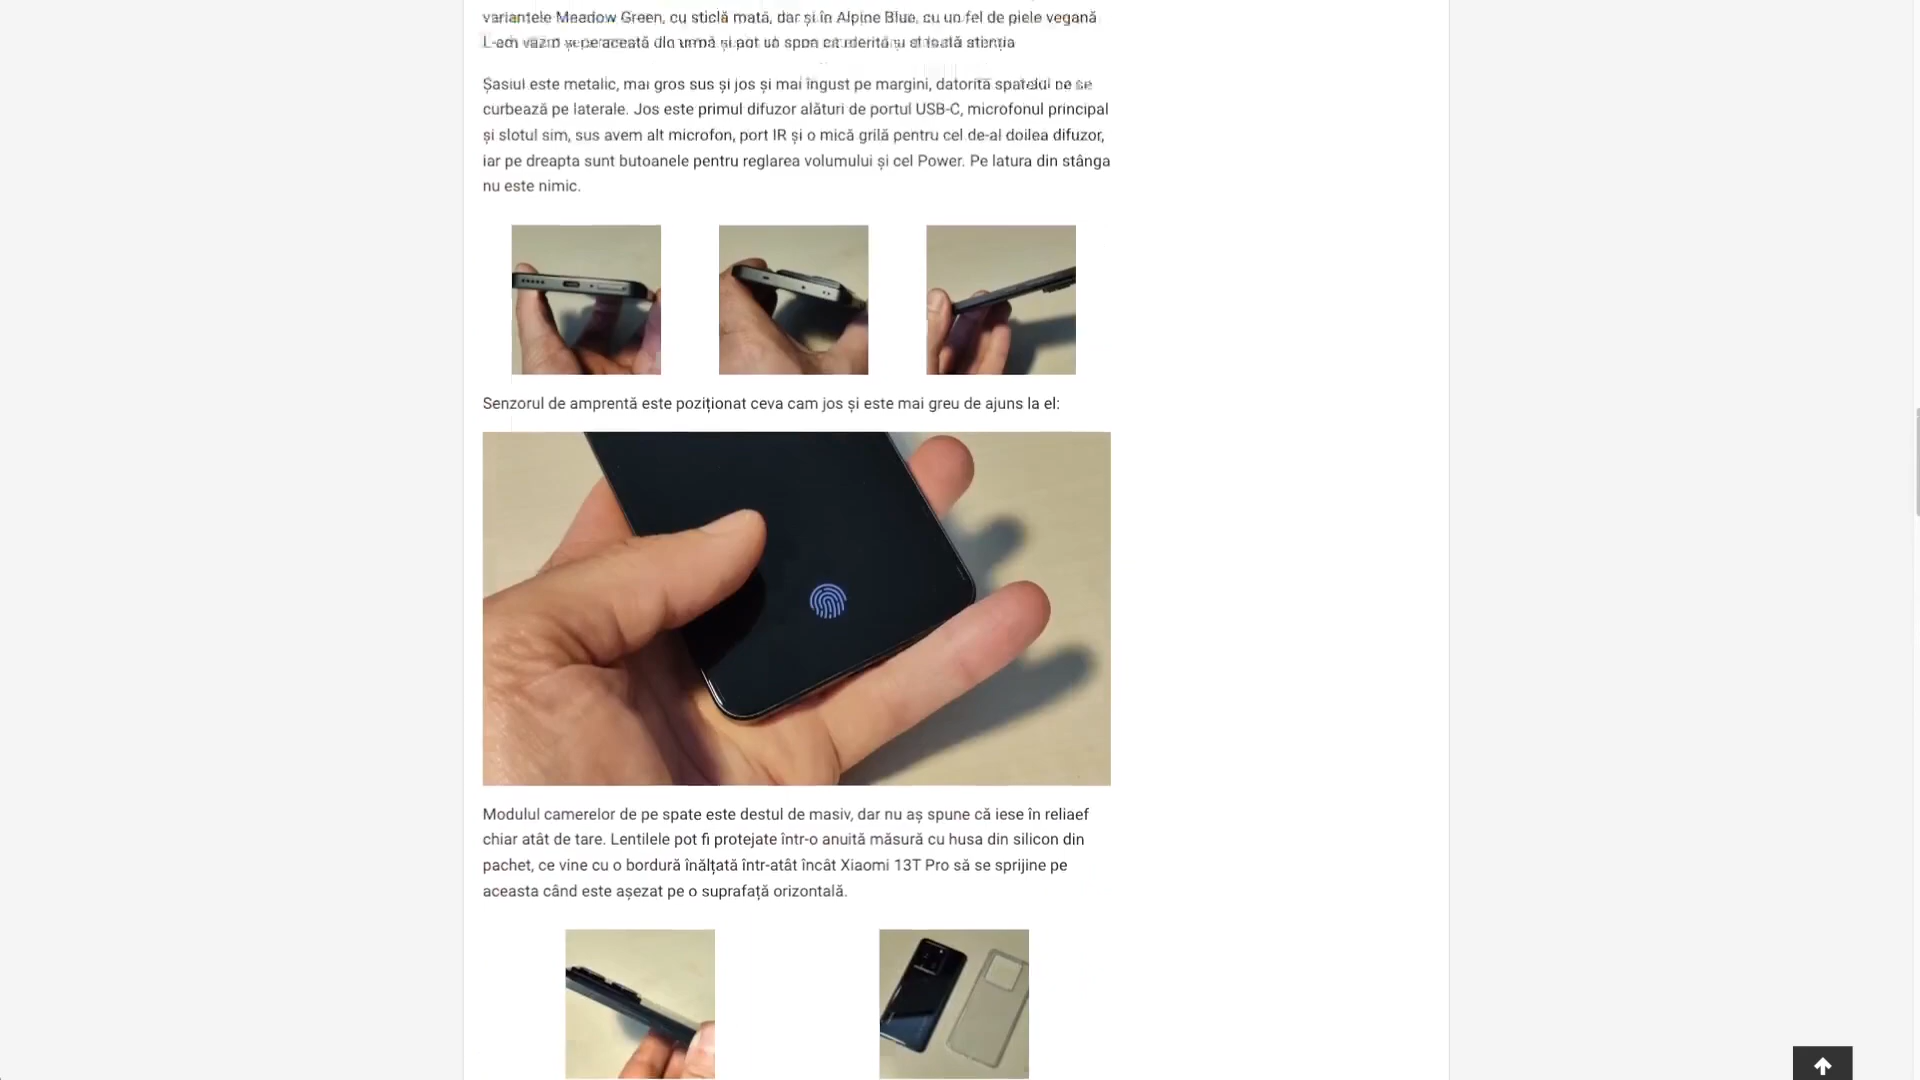 variantele Meadow Green, cu sticlă mată, dar și în Alpine Blue, cu un fel de piele vegană
Șasiul este metalic, mai gros sus și jos și mai îngust pe margini, datorită spatelui ce se
curbează pe laterale. Jos este primul difuzor alături de portul USB-C, microfonul principal
și slotul sim, sus avem alt microfon, port IR și o mică grilă pentru cel de-al doilea difuzor,
iar pe dreapta sunt butoanele pentru reglarea volumului și cel Power. Pe latura din stânga
nu este nimic.
Senzorul de amprentă este poziționat ceva cam jos și este mai greu de ajuns la el:
Modulul camerelor de pe spate este destul de masiv, dar nu aș spune că iese în reliaef
chiar atât de tare. Lentilele pot fi protejate într-o anuită măsură cu husa din silicon din
pachet, ce vine cu o bordură înălțată într-atât încât Xiaomi 13T Pro să se sprijine pe
aceasta când este așezat pe o suprafață orizontală.